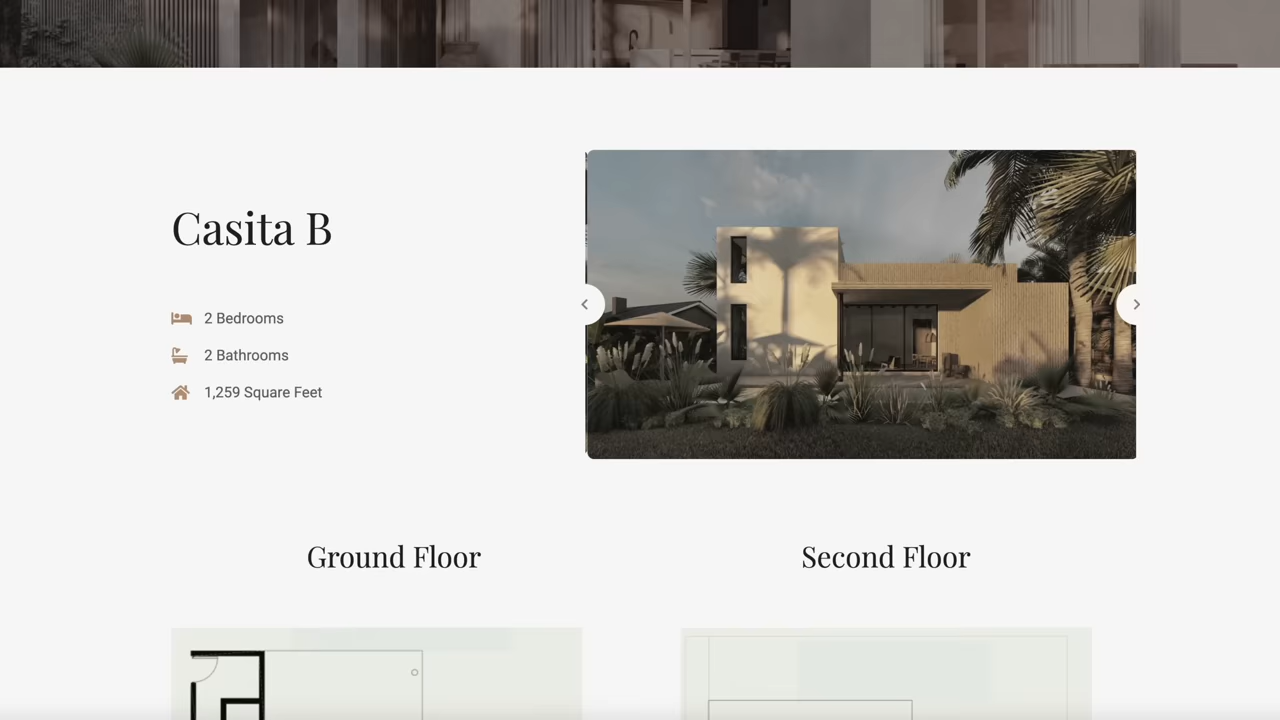 Casita B
2 Bedrooms
2 Bathrooms
1,259 Square Feet
Ground Floor
Second Floor